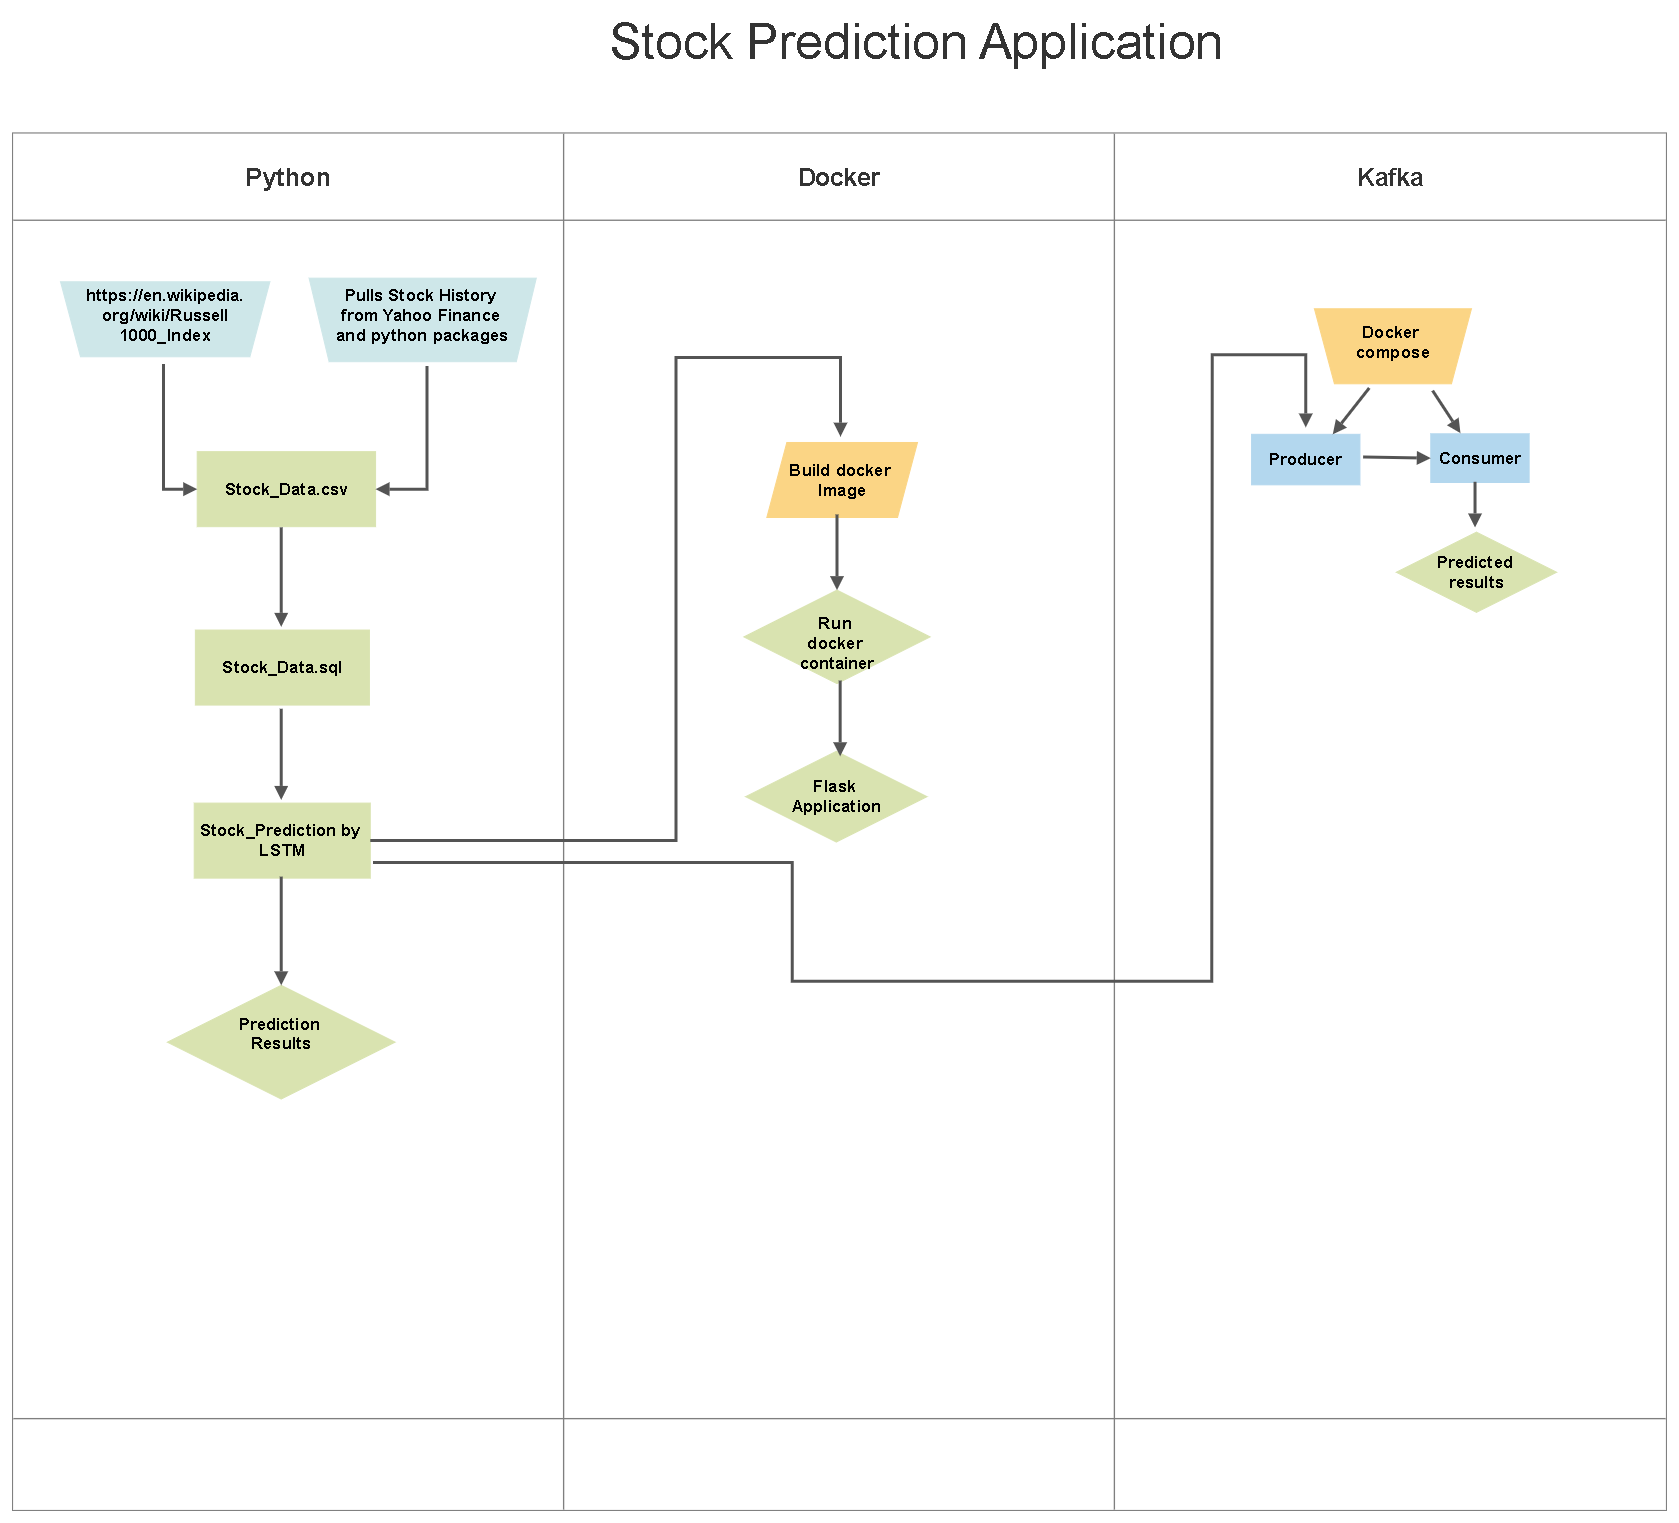 Stock Prediction Application
Python
Docker
Kafka
https://en.wikipedia.
org/wiki/Russell
1000_Index
Pulls Stock History
from Yahoo Finance
and python packages
Stock_Data.csv
Stock_Data.sql
Stock_Prediction by
LSTM
Prediction
Results
Build docker
Image
Run
docker
container
Flask
Application
Docker
compose
Producer
Consumer
Predicted
results